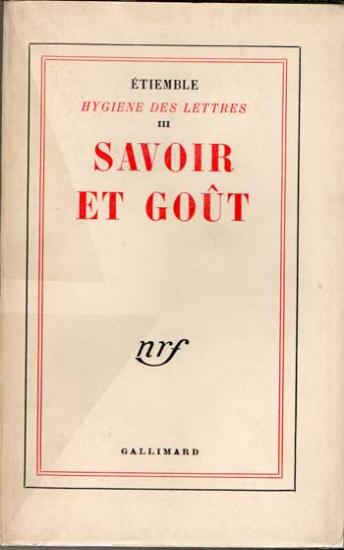 ÉTIEMBLE
HYGIENE DES LETTRES
III
SAVOIR
ET GOÛT
nrf
GALLIMARD